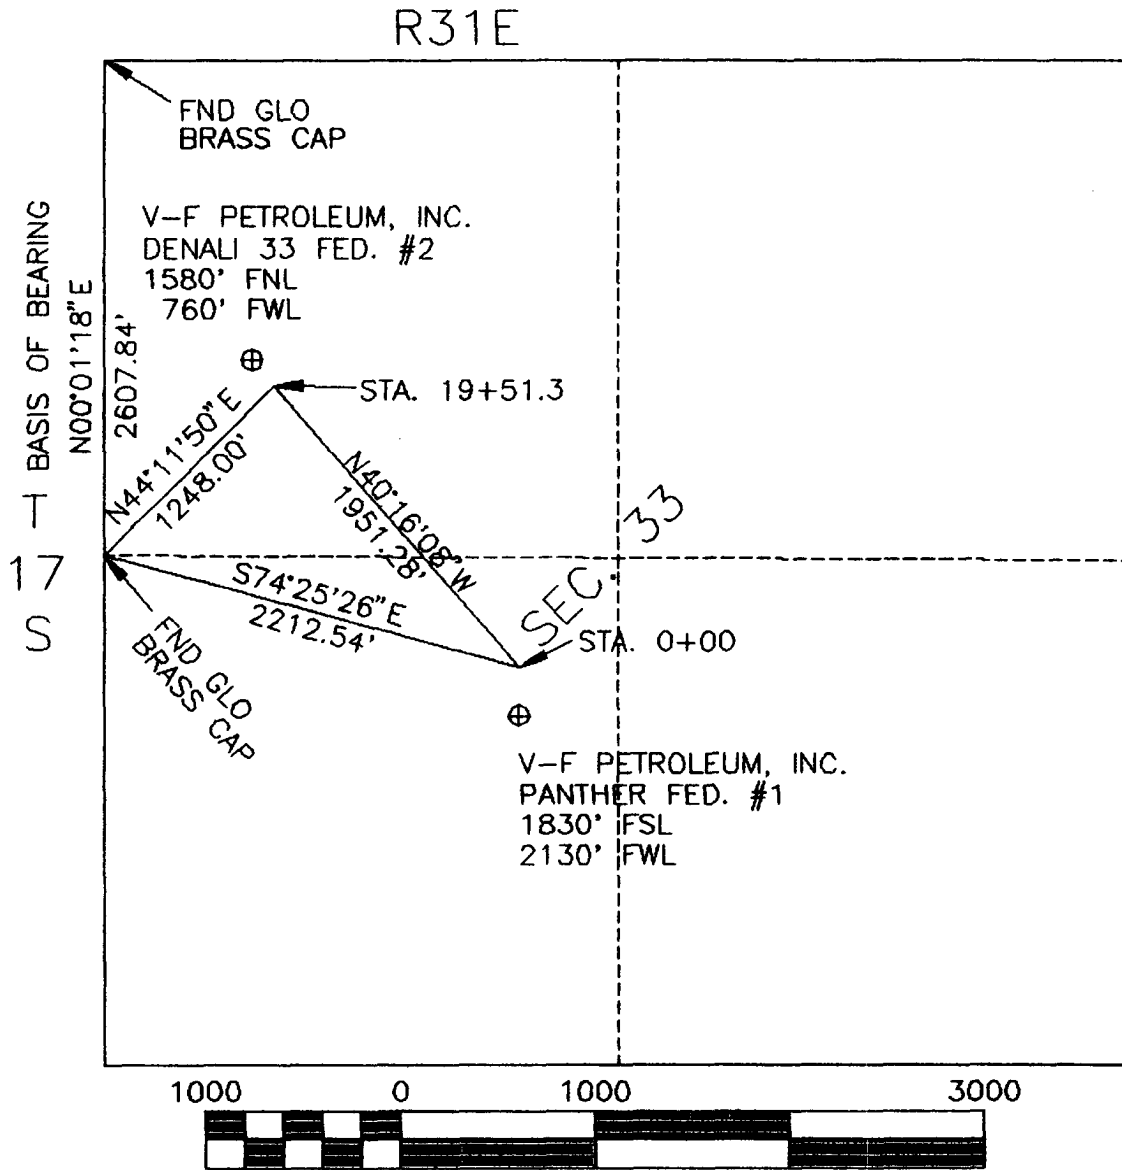 R31E
FND GLO
BRASS CAP
V-F PETROLEUM, INC.
DENALI 33 FED. #2
1580' FNL
760' FWL
BASIS OF BEARING
N00°01'18"E
2607.84'
STA. 19+51.3
N44°11'50"E
1248.00'
N40°16'08"W
1951.28'
T
17
S
SEC. 33
S74°25'26"E
2212.54'
STA. 0+00
FND GLO
BRASS CAP
V-F PETROLEUM, INC.
PANTHER FED. #1
1830' FSL
2130' FWL
1000 0 1000 3000